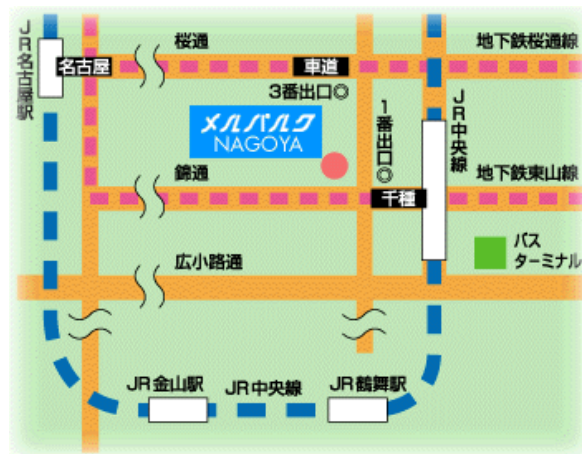 JR名古屋駅
桜通
地下鉄桜通線
名古屋
車道
3番出口◎
メルパルク
NAGOYA
1番出口◎
JR中央線
錦通
地下鉄東山線
千種
広小路通
バス
ターミナル
JR金山駅
JR中央線
JR鶴舞駅